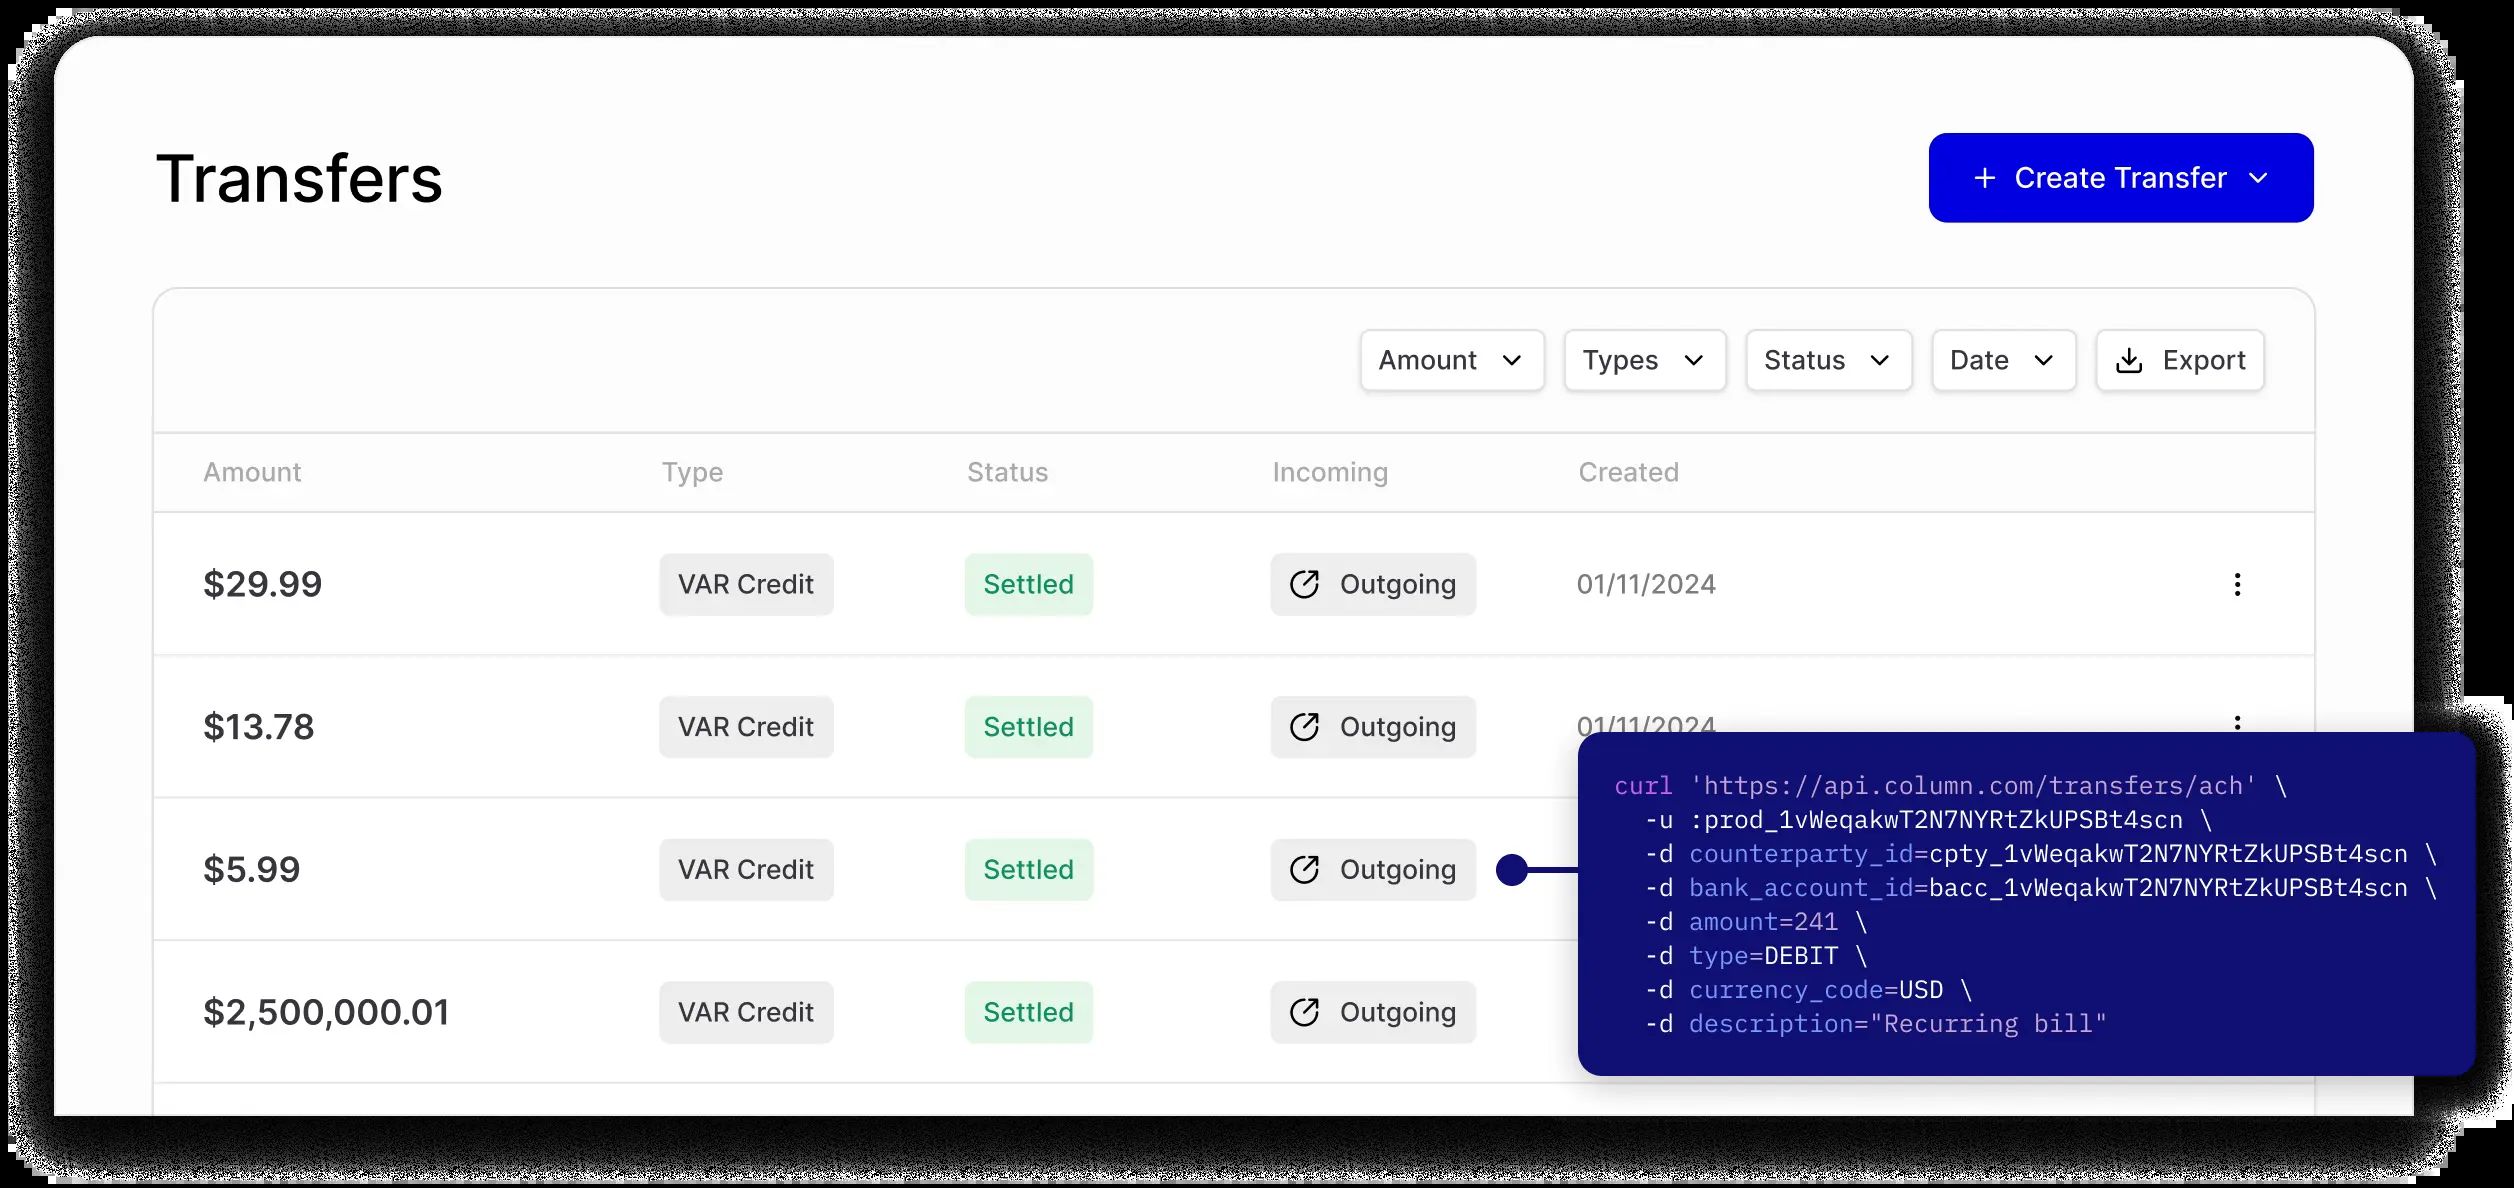 Transfers
+ Create Transfer
Amount Types Status Date Export
Amount Type Status Incoming Created
$29.99 VAR Credit Settled Outgoing 01/11/2024
$13.78 VAR Credit Settled Outgoing 01/11/2024
$5.99 VAR Credit Settled Outgoing
$2,500,000.01 VAR Credit Settled Outgoing
curl 'https://api.column.com/transfers/ach' \
-u :prod_1vWeqakwT2N7NYRtZkUPSBt4scn \
-d counterparty_id=cpty_1vWeqakwT2N7NYRtZkUPSBt4scn \
-d bank_account_id=bacc_1vWeqakwT2N7NYRtZkUPSBt4scn \
-d amount=241 \
-d type=DEBIT \
-d currency_code=USD \
-d description="Recurring bill"